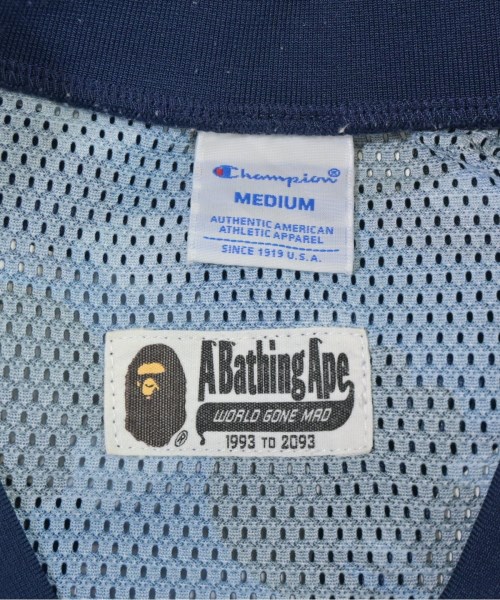 Champion®
MEDIUM
AUTHENTIC AMERICAN
ATHLETIC APPAREL
SINCE 1919 U.S.A.
A Bathing Ape
WORLD GONE MAD
®
1993 TO 2093